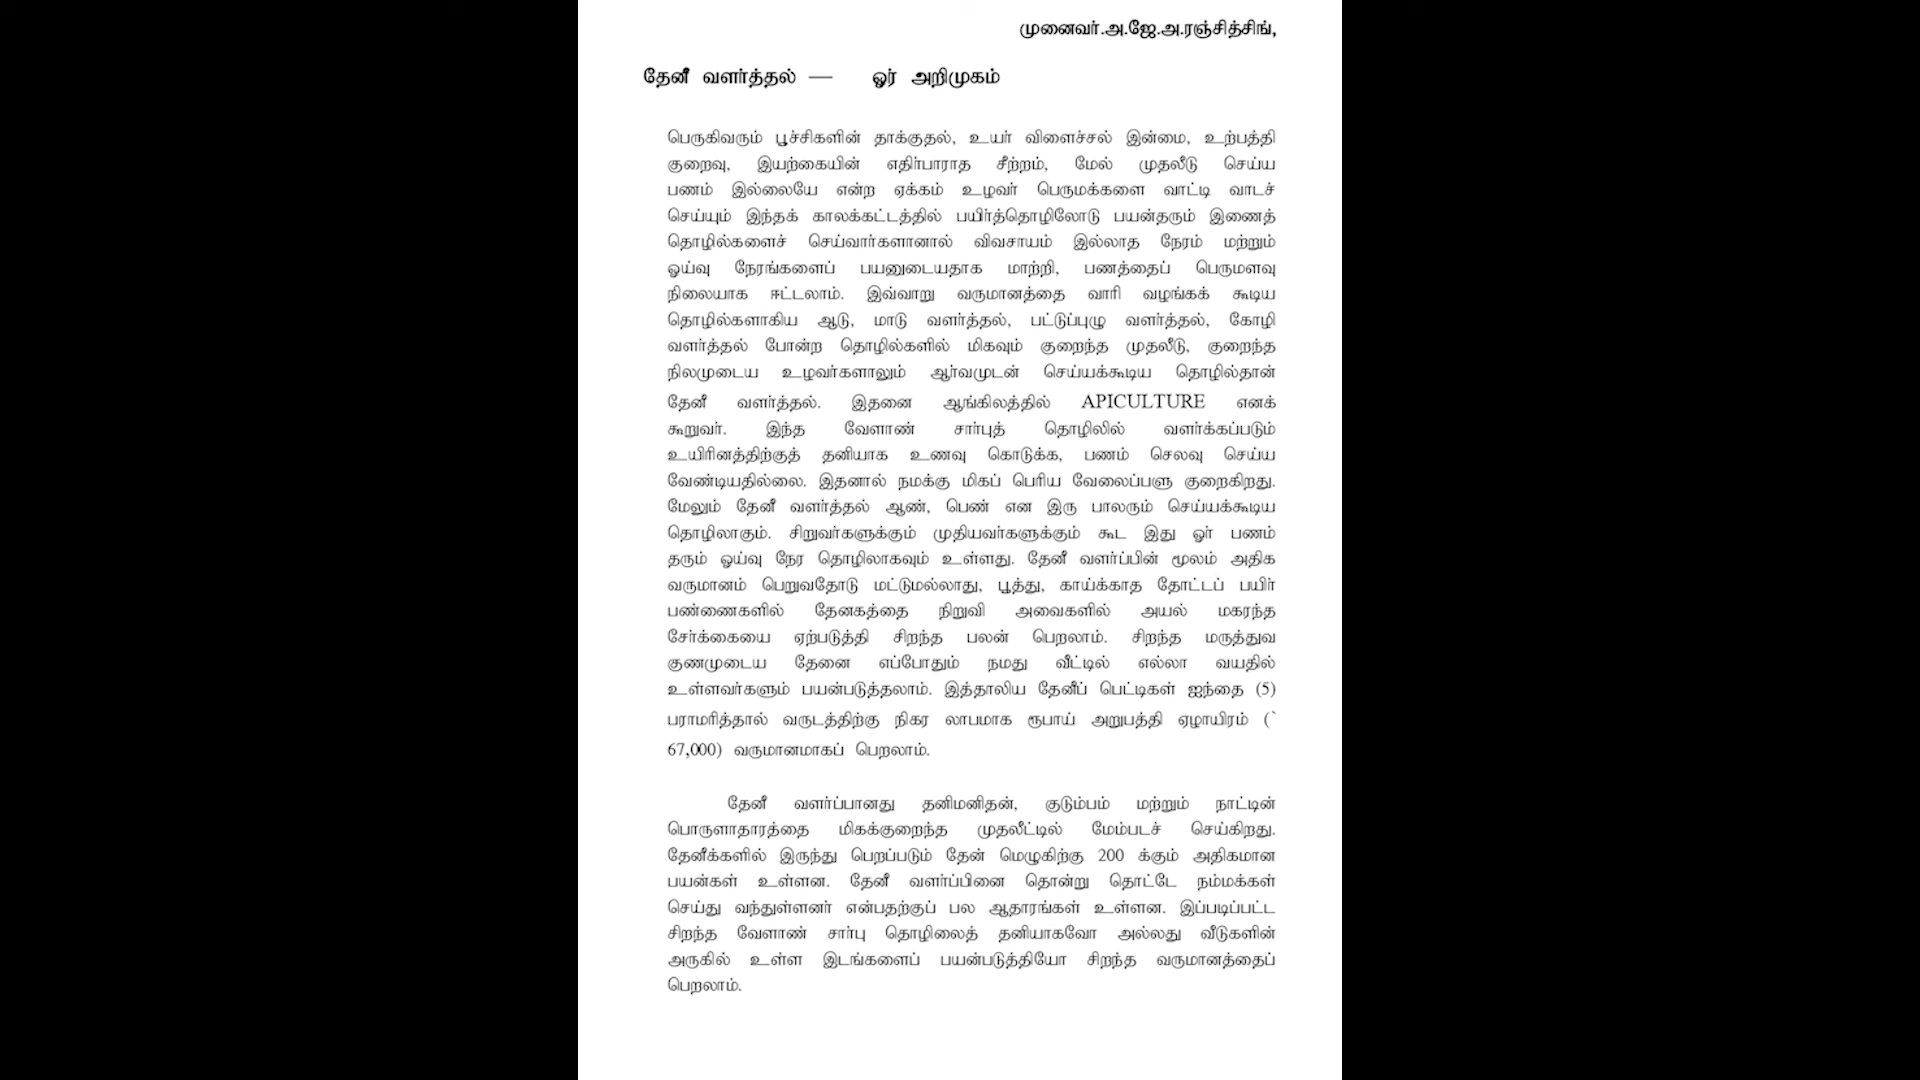 முனைவர்.அ.ஜே.அ.ரஞ்சித்சிங்,
தேனீ வளர்த்தல் — ஓர் அறிமுகம்
பெருகிவரும் பூச்சிகளின் தாக்குதல், உயர் விளைச்சல் இன்மை, உற்பத்தி
குறைவு, இயற்கையின் எதிர்பாராத சீற்றம், மேல் முதலீடு செய்ய
பணம் இல்லையே என்ற ஏக்கம் உழவர் பெருமக்களை வாட்டி வாடச்
செய்யும் இந்தக் காலக்கட்டத்தில் பயிர்த்தொழிலோடு பயன்தரும் இணைத்
தொழில்களைச் செய்வார்களானால் விவசாயம் இல்லாத நேரம் மற்றும்
ஓய்வு நேரங்களைப் பயனுடையதாக மாற்றி, பணத்தைப் பெருமளவு
நிலையாக ஈட்டலாம். இவ்வாறு வருமானத்தை வாரி வழங்கக் கூடிய
தொழில்களாகிய ஆடு, மாடு வளர்த்தல், பட்டுப்புழு வளர்த்தல், கோழி
வளர்த்தல் போன்ற தொழில்களில் மிகவும் குறைந்த முதலீடு, குறைந்த
நிலமுடைய உழவர்களாலும் ஆர்வமுடன் செய்யக்கூடிய தொழில்தான்
தேனீ வளர்த்தல். இதனை ஆங்கிலத்தில் APICULTURE எனக்
கூறுவர். இந்த வேளாண் சார்புத் தொழிலில் வளர்க்கப்படும்
உயிரினத்திற்குத் தனியாக உணவு கொடுக்க, பணம் செலவு செய்ய
வேண்டியதில்லை. இதனால் நமக்கு மிகப் பெரிய வேலைப்பளு குறைகிறது.
மேலும் தேனீ வளர்த்தல் ஆண், பெண் என இரு பாலரும் செய்யக்கூடிய
தொழிலாகும். சிறுவர்களுக்கும் முதியவர்களுக்கும் கூட இது ஓர் பணம்
தரும் ஓய்வு நேர தொழிலாகவும் உள்ளது. தேனீ வளர்ப்பின் மூலம் அதிக
வருமானம் பெறுவதோடு மட்டுமல்லாது, பூத்து, காய்க்காத தோட்டப் பயிர்
பண்ணைகளில் தேனகத்தை நிறுவி அவைகளில் அயல் மகரந்த
சேர்க்கையை ஏற்படுத்தி சிறந்த பலன் பெறலாம். சிறந்த மருத்துவ
குணமுடைய தேனை எப்போதும் நமது வீட்டில் எல்லா வயதில்
உள்ளவர்களும் பயன்படுத்தலாம். இத்தாலிய தேனீப் பெட்டிகள் ஐந்தை (5)
பராமரித்தால் வருடத்திற்கு நிகர லாபமாக ரூபாய் அறுபத்தி ஏழாயிரம் (`
67,000) வருமானமாகப் பெறலாம்.
தேனீ வளர்ப்பானது தனிமனிதன், குடும்பம் மற்றும் நாட்டின்
பொருளாதாரத்தை மிகக்குறைந்த முதலீட்டில் மேம்படச் செய்கிறது.
தேனீக்களில் இருந்து பெறப்படும் தேன் மெழுகிற்கு 200 க்கும் அதிகமான
பயன்கள் உள்ளன. தேனீ வளர்ப்பினை தொன்று தொட்டே நம்மக்கள்
செய்து வந்துள்ளனர் என்பதற்குப் பல ஆதாரங்கள் உள்ளன. இப்படிப்பட்ட
சிறந்த வேளாண் சார்பு தொழிலைத் தனியாகவோ அல்லது வீடுகளின்
அருகில் உள்ள இடங்களைப் பயன்படுத்தியோ சிறந்த வருமானத்தைப்
பெறலாம்.